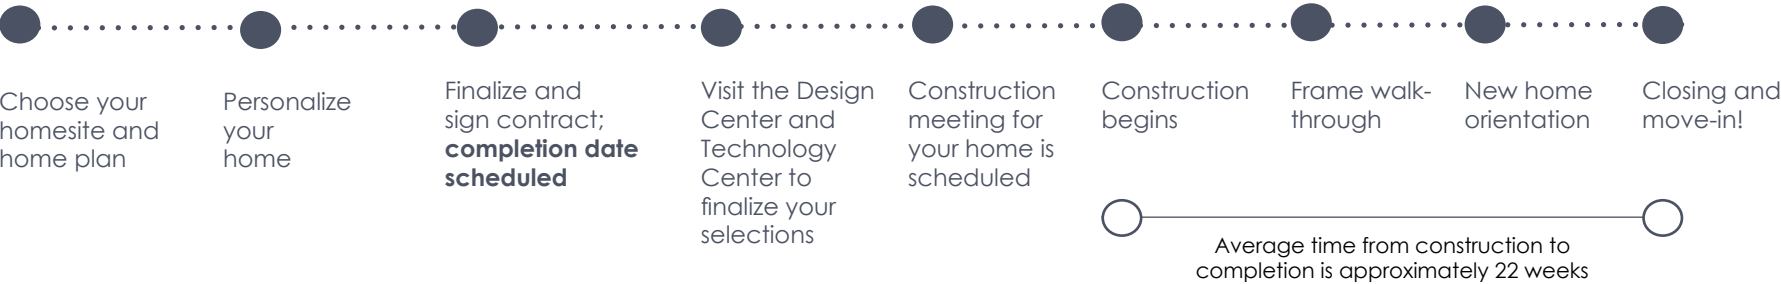 Choose your
homesite and
home plan
Personalize
your
home
Finalize and
sign contract;
completion date
scheduled
Visit the Design
Center and
Technology
Center to
finalize your
selections
Construction
meeting for
your home is
scheduled
Construction
begins
Frame walk-
through
New home
orientation
Closing and
move-in!
Average time from construction to
completion is approximately 22 weeks